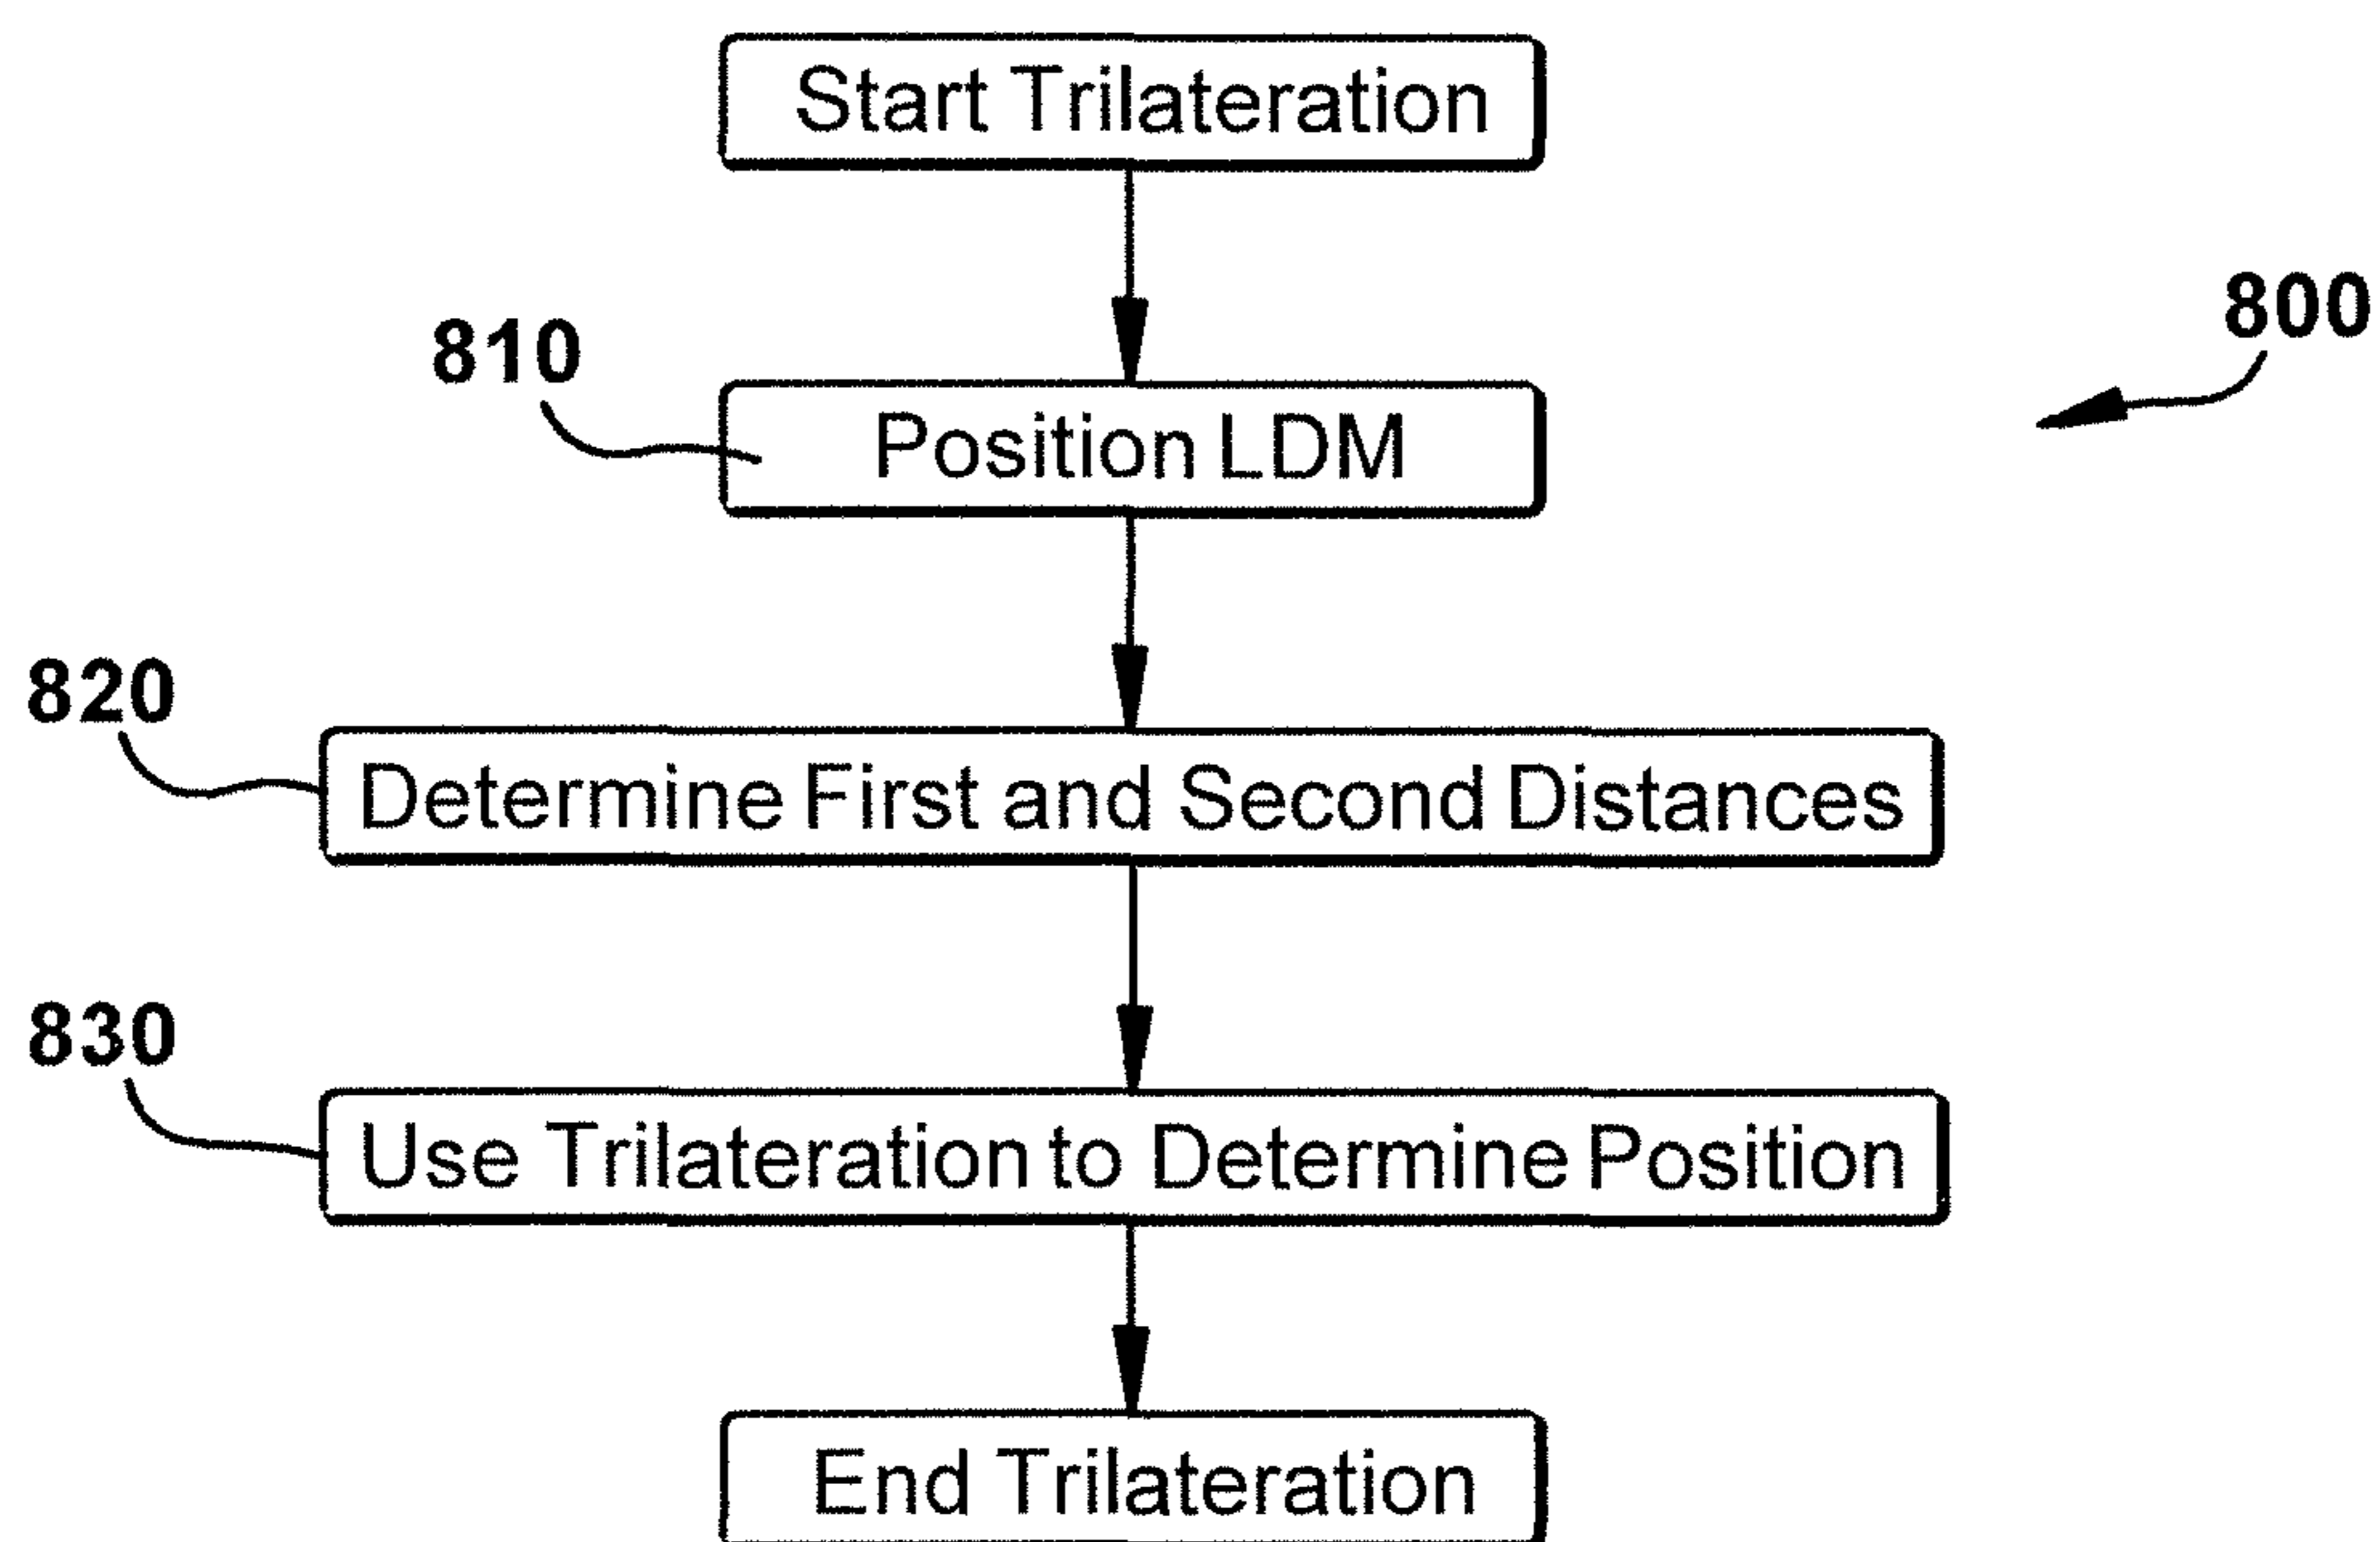 Start Trilateration
800
810
Position LDM
820
Determine First and Second Distances
830
Use Trilateration to Determine Position
End Trilateration